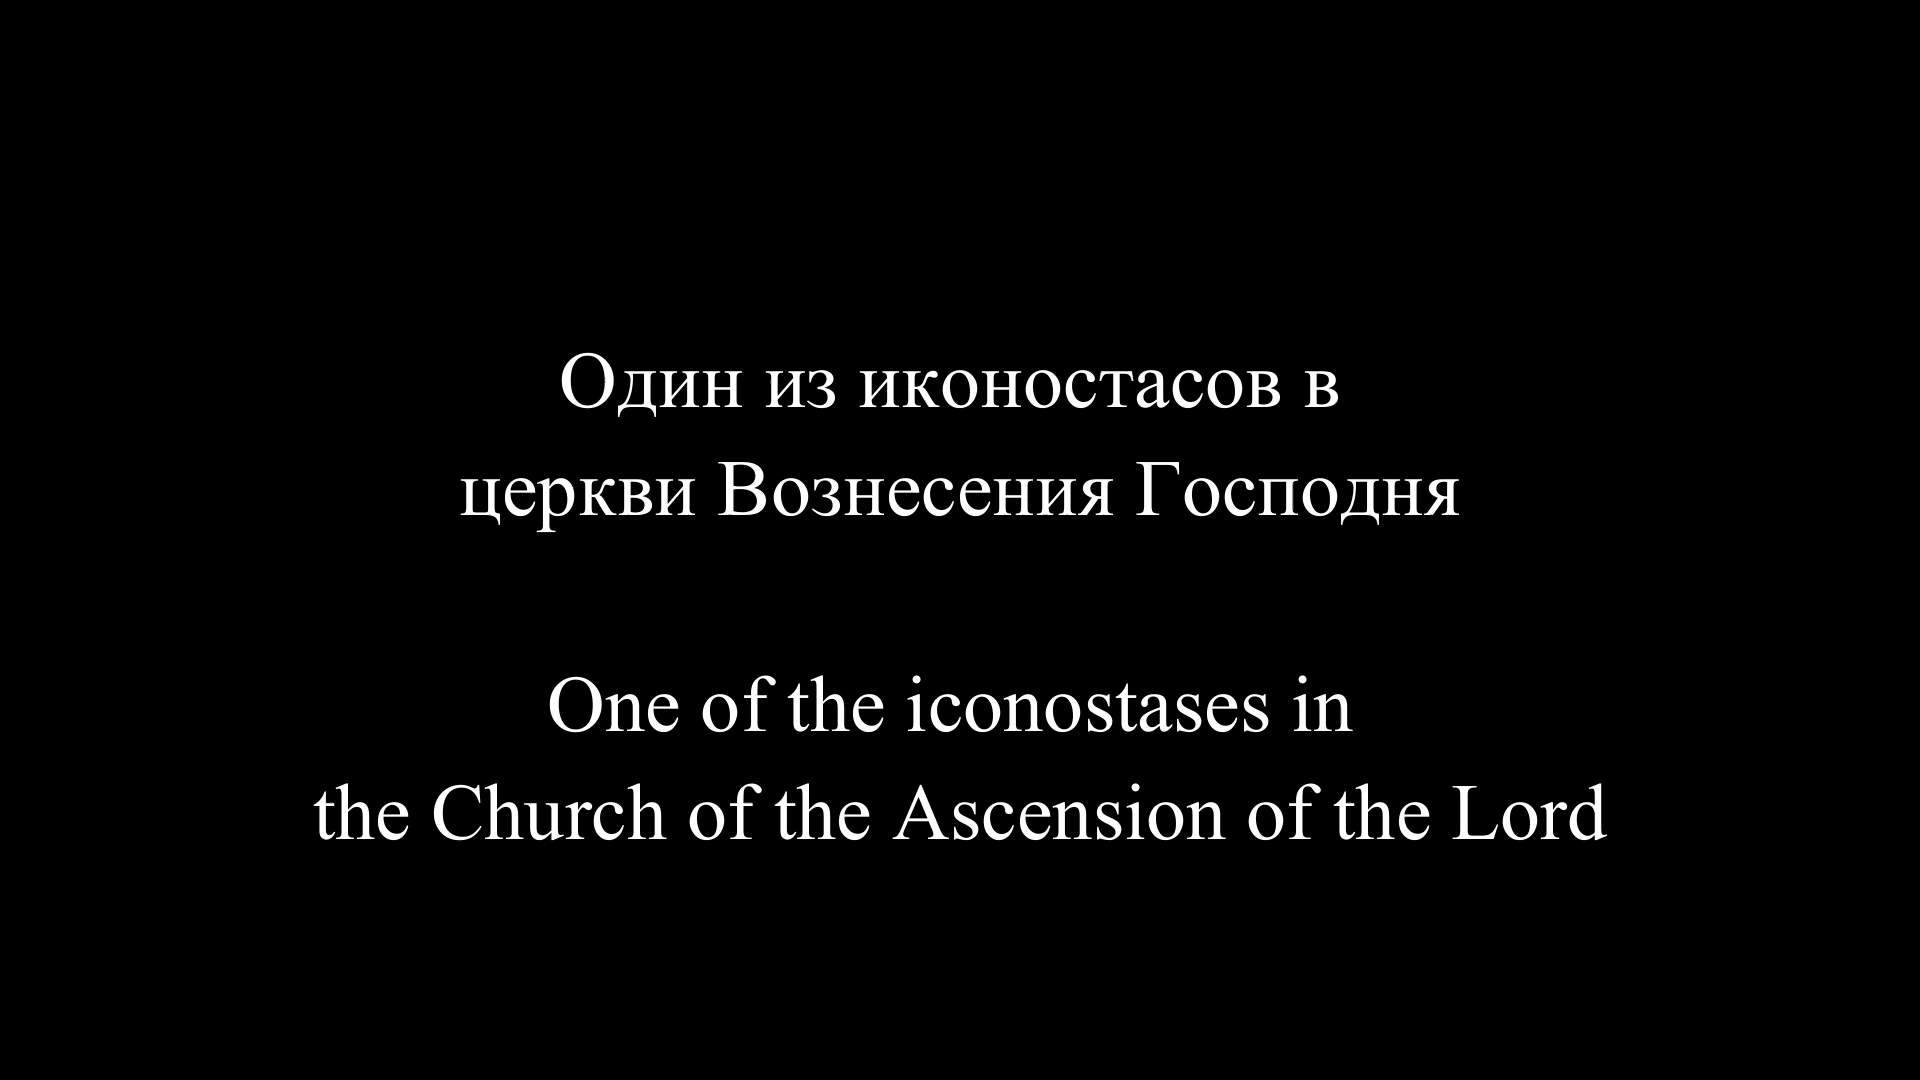 Один из иконостасов в
церкви Вознесения Господня
One of the iconostases in
the Church of the Ascension of the Lord